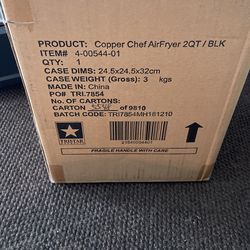 PRODUCT: Copper Chef AirFryer 2QT / BLK
ITEM# 4-00544-01
QTY: 1
CASE DIMS: 24.5x24.5x32cm
CASE WEIGHT (Gross): 3 kgs
MADE IN: China
PO# TRI.7854
No. OF CARTONS:
CARTON of 9810
BATCH CODE: TRI7854MH181210
TRISTAR
FRAGILE HANDLE WITH CARE